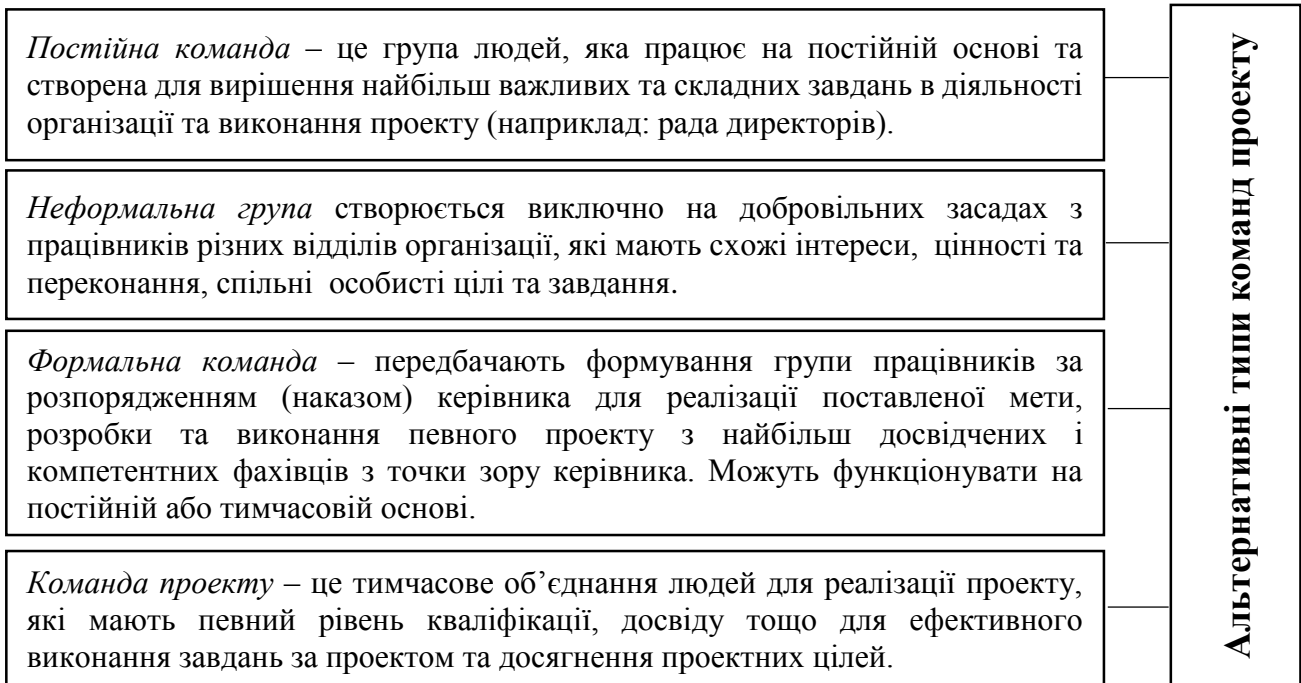 Постійна команда – це група людей, яка працює на постійній основі та
створена для вирішення найбільш важливих та складних завдань в діяльності
організації та виконання проекту (наприклад: рада директорів).
Неформальна група створюється виключно на добровільних засадах з
працівників різних відділів організації, які мають схожі інтереси, цінності та
переконання, спільні особисті цілі та завдання.
Формальна команда – передбачають формування групи працівників за
розпорядженням (наказом) керівника для реалізації поставленої мети,
розробки та виконання певного проекту з найбільш досвідчених і
компетентних фахівців з точки зору керівника. Можуть функціонувати на
постійній або тимчасовій основі.
Команда проекту – це тимчасове об’єднання людей для реалізації проекту,
які мають певний рівень кваліфікації, досвіду тощо для ефективного
виконання завдань за проектом та досягнення проектних цілей.
Альтернативні типи команд проекту